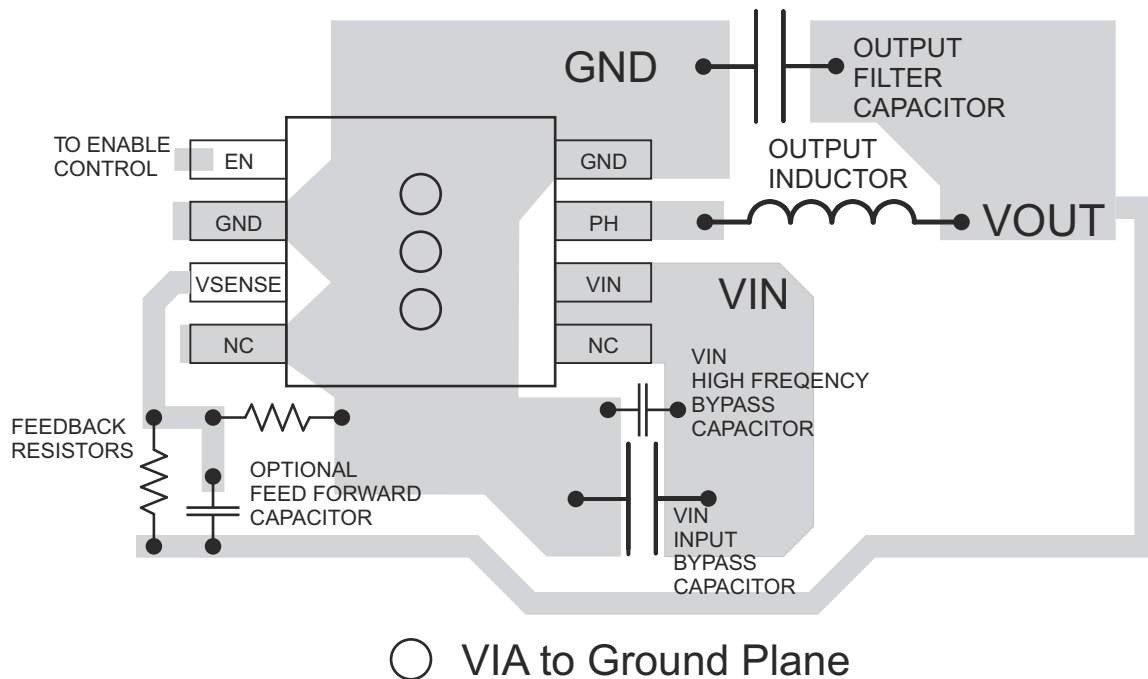 GND
OUTPUT
FILTER
CAPACITOR
TO ENABLE
CONTROL
EN
GND
OUTPUT
INDUCTOR
GND
PH
VOUT
VSENSE
VIN
VIN
NC
NC
VIN
HIGH FREQENCY
BYPASS
CAPACITOR
FEEDBACK
RESISTORS
OPTIONAL
FEED FORWARD
CAPACITOR
VIN
INPUT
BYPASS
CAPACITOR
VIA to Ground Plane